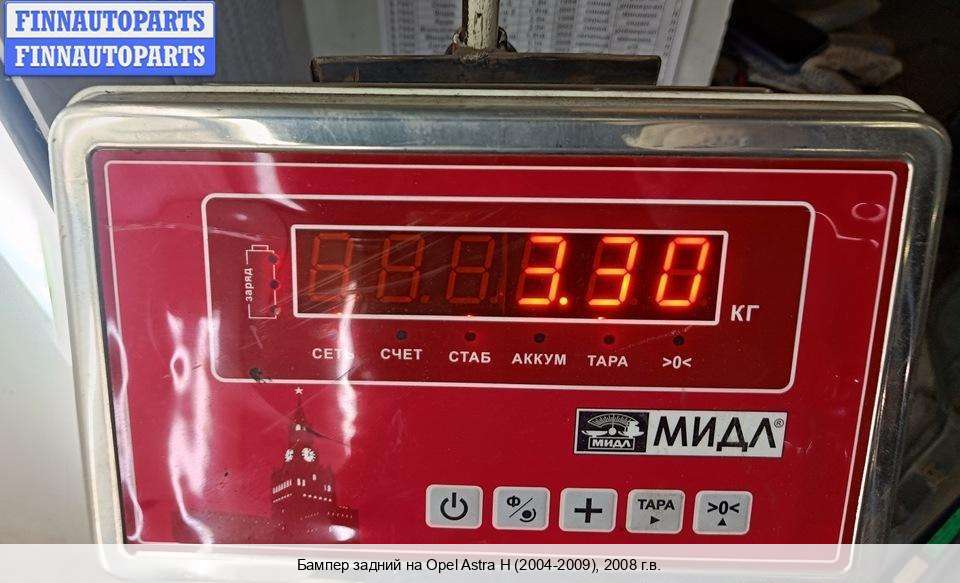 FINNAUTOPARTS
FINNAUTOPARTS
заряд
3.30
КГ
СЕТЬ СЧЕТ СТАБ АККУМ ТАРА >0<
МИДЛ МИДЛ®
Ф ТАРА >0<
Бампер задний на Opel Astra H (2004-2009), 2008 г.в.